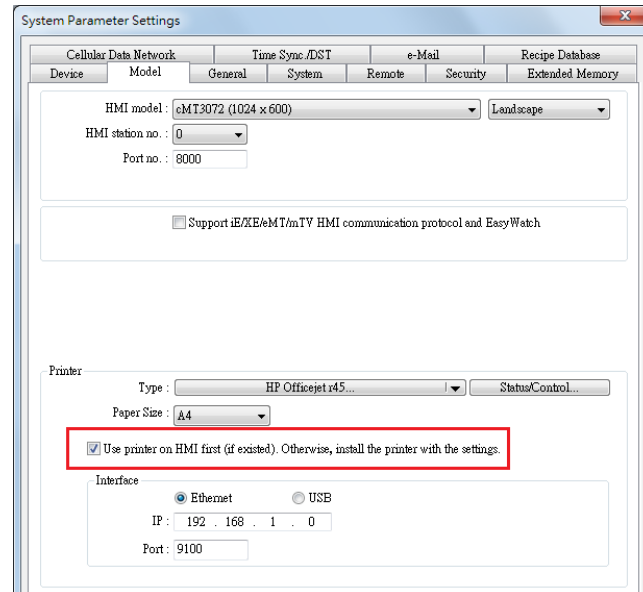 System Parameter Settings
Cellular Data Network Time Sync./DST e-Mail Recipe Database
Device Model General System Remote Security Extended Memory
HMI model : cMT3072 (1024 x 600) Landscape
HMI station no. : 0
Port no. : 8000
Support iE/XE/eMT/mTV HMI communication protocol and EasyWatch
Printer
Type : HP Officejet r45... Status/Control...
Paper Size : A4
Use printer on HMI first (if existed). Otherwise, install the printer with the settings.
Interface
Ethernet USB
IP : 192 . 168 . 1 . 0
Port : 9100